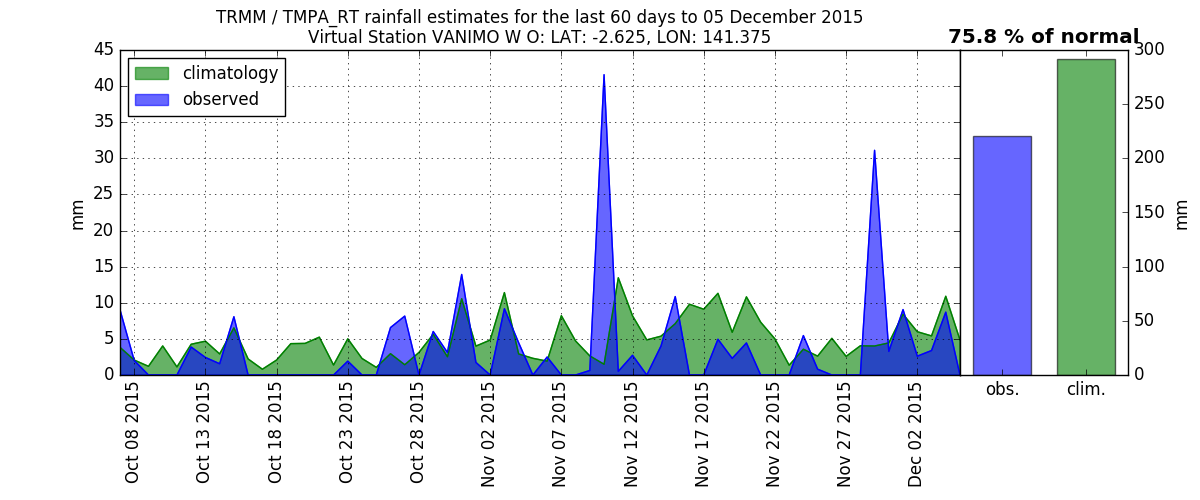 TRMM / TMPA_RT rainfall estimates for the last 60 days to 05 December 2015
Virtual Station VANIMO W O: LAT: -2.625, LON: 141.375
75.8 % of normal
climatology
observed
45
40
35
30
25
20
15
10
5
0
mm
300
250
200
150
100
50
0
mm
Oct 08 2015
Oct 13 2015
Oct 18 2015
Oct 23 2015
Oct 28 2015
Nov 02 2015
Nov 07 2015
Nov 12 2015
Nov 17 2015
Nov 22 2015
Nov 27 2015
Dec 02 2015
obs.
clim.